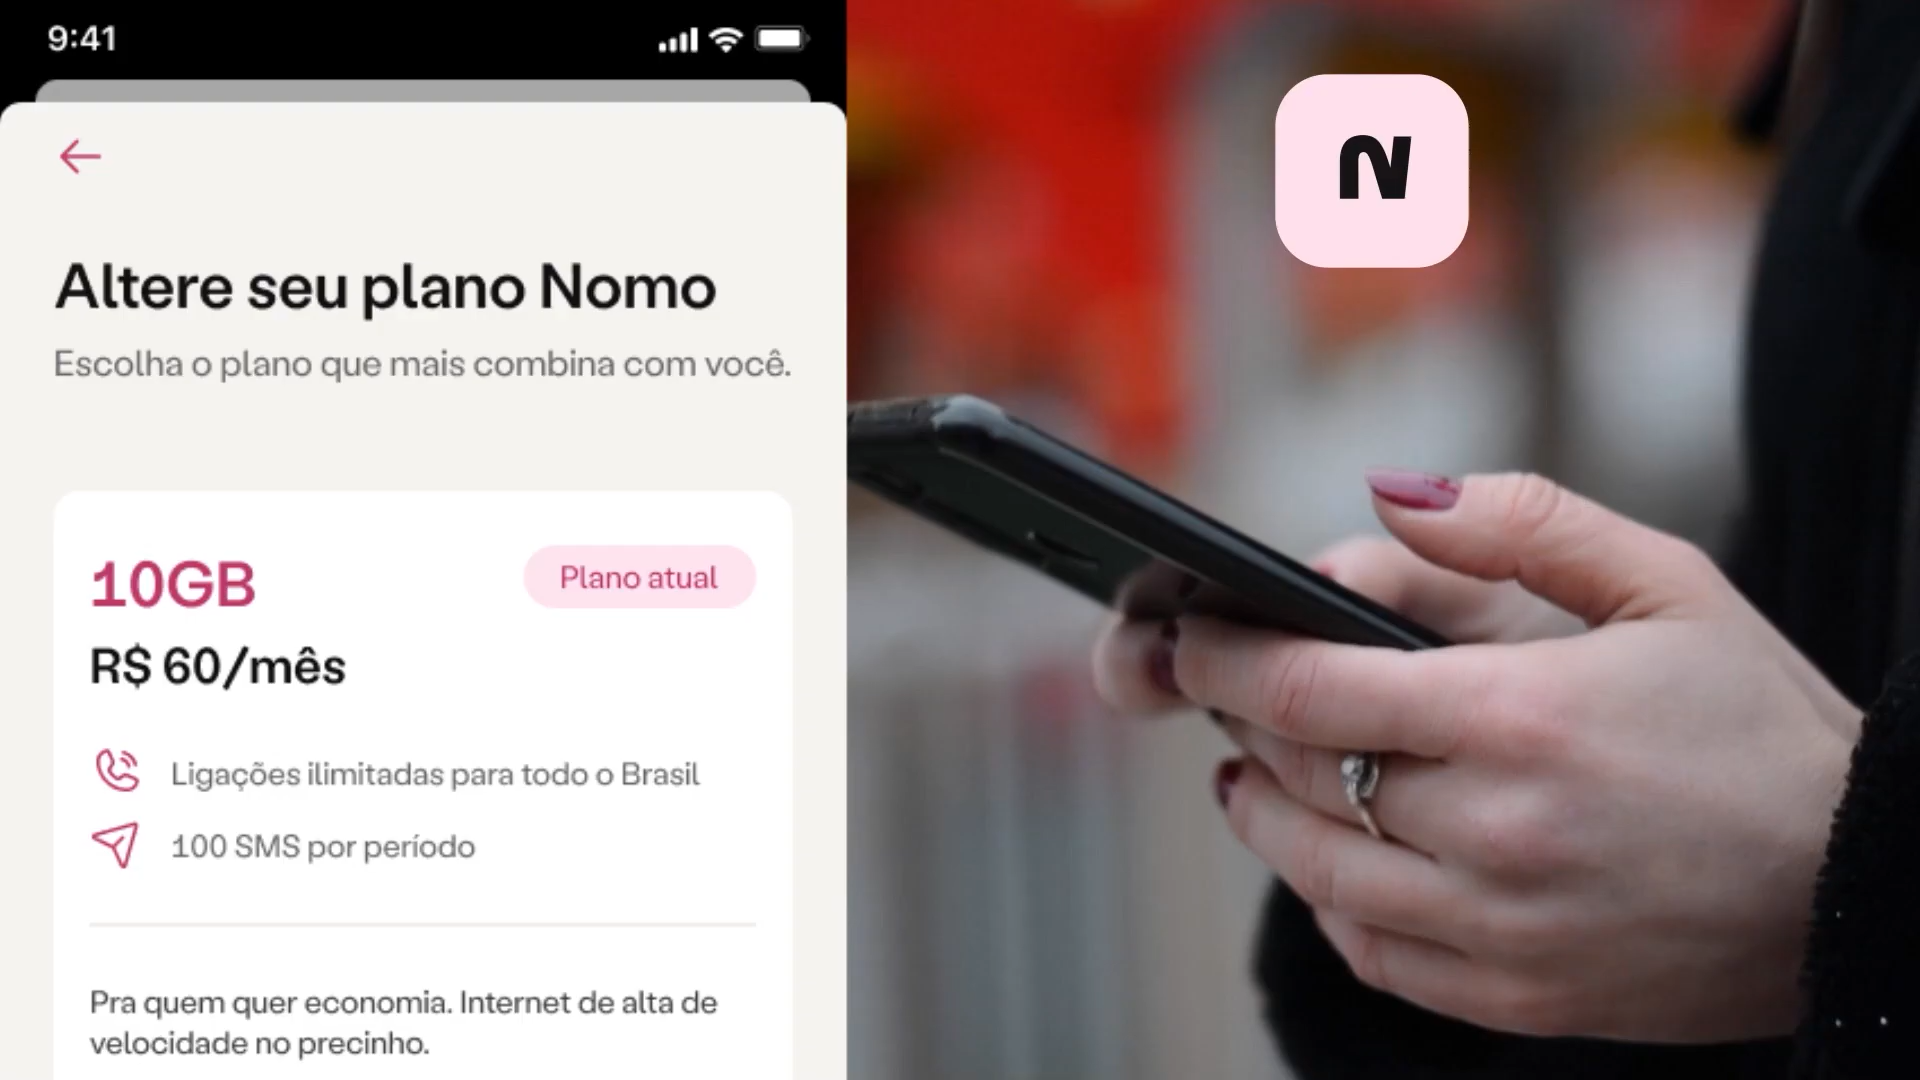 9:41
Altere seu plano Nomo
Escolha o plano que mais combina com você.
10GB
Plano atual
R$ 60/mês
Ligações ilimitadas para todo o Brasil
100 SMS por período
Pra quem quer economia. Internet de alta de
velocidade no precinho.
N